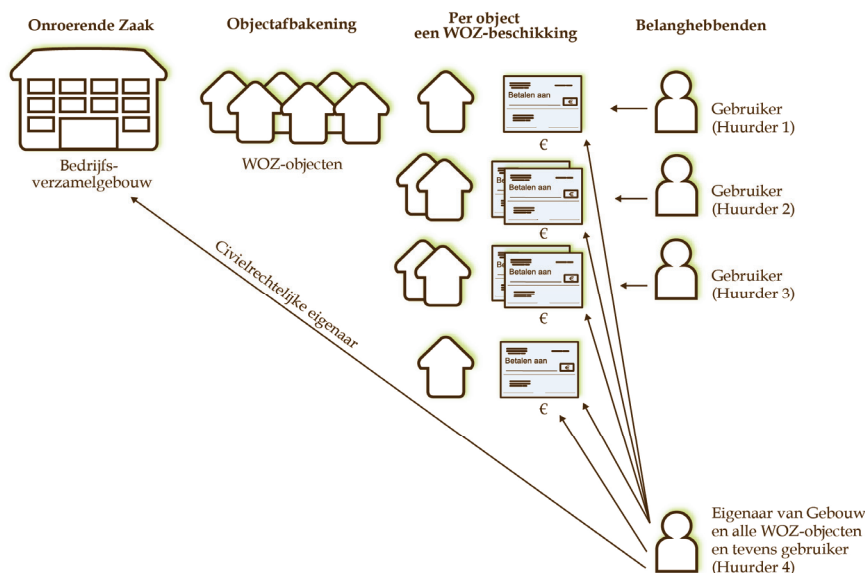 Onroerende Zaak
Objectafbakening
Per object
een WOZ-beschikking
Belanghebbenden
Bedrijfs-
verzamelgebouw
WOZ-objecten
Betalen aan
€
€
Gebruiker
(Huurder 1)
Be
Betalen aan
€
€
Gebruiker
(Huurder 2)
Be
Betalen aan
€
€
Gebruiker
(Huurder 3)
Betalen aan
€
€
Civielrechtelijke eigenaar
Eigenaar van Gebouw
en alle WOZ-objecten
en tevens gebruiker
(Huurder 4)